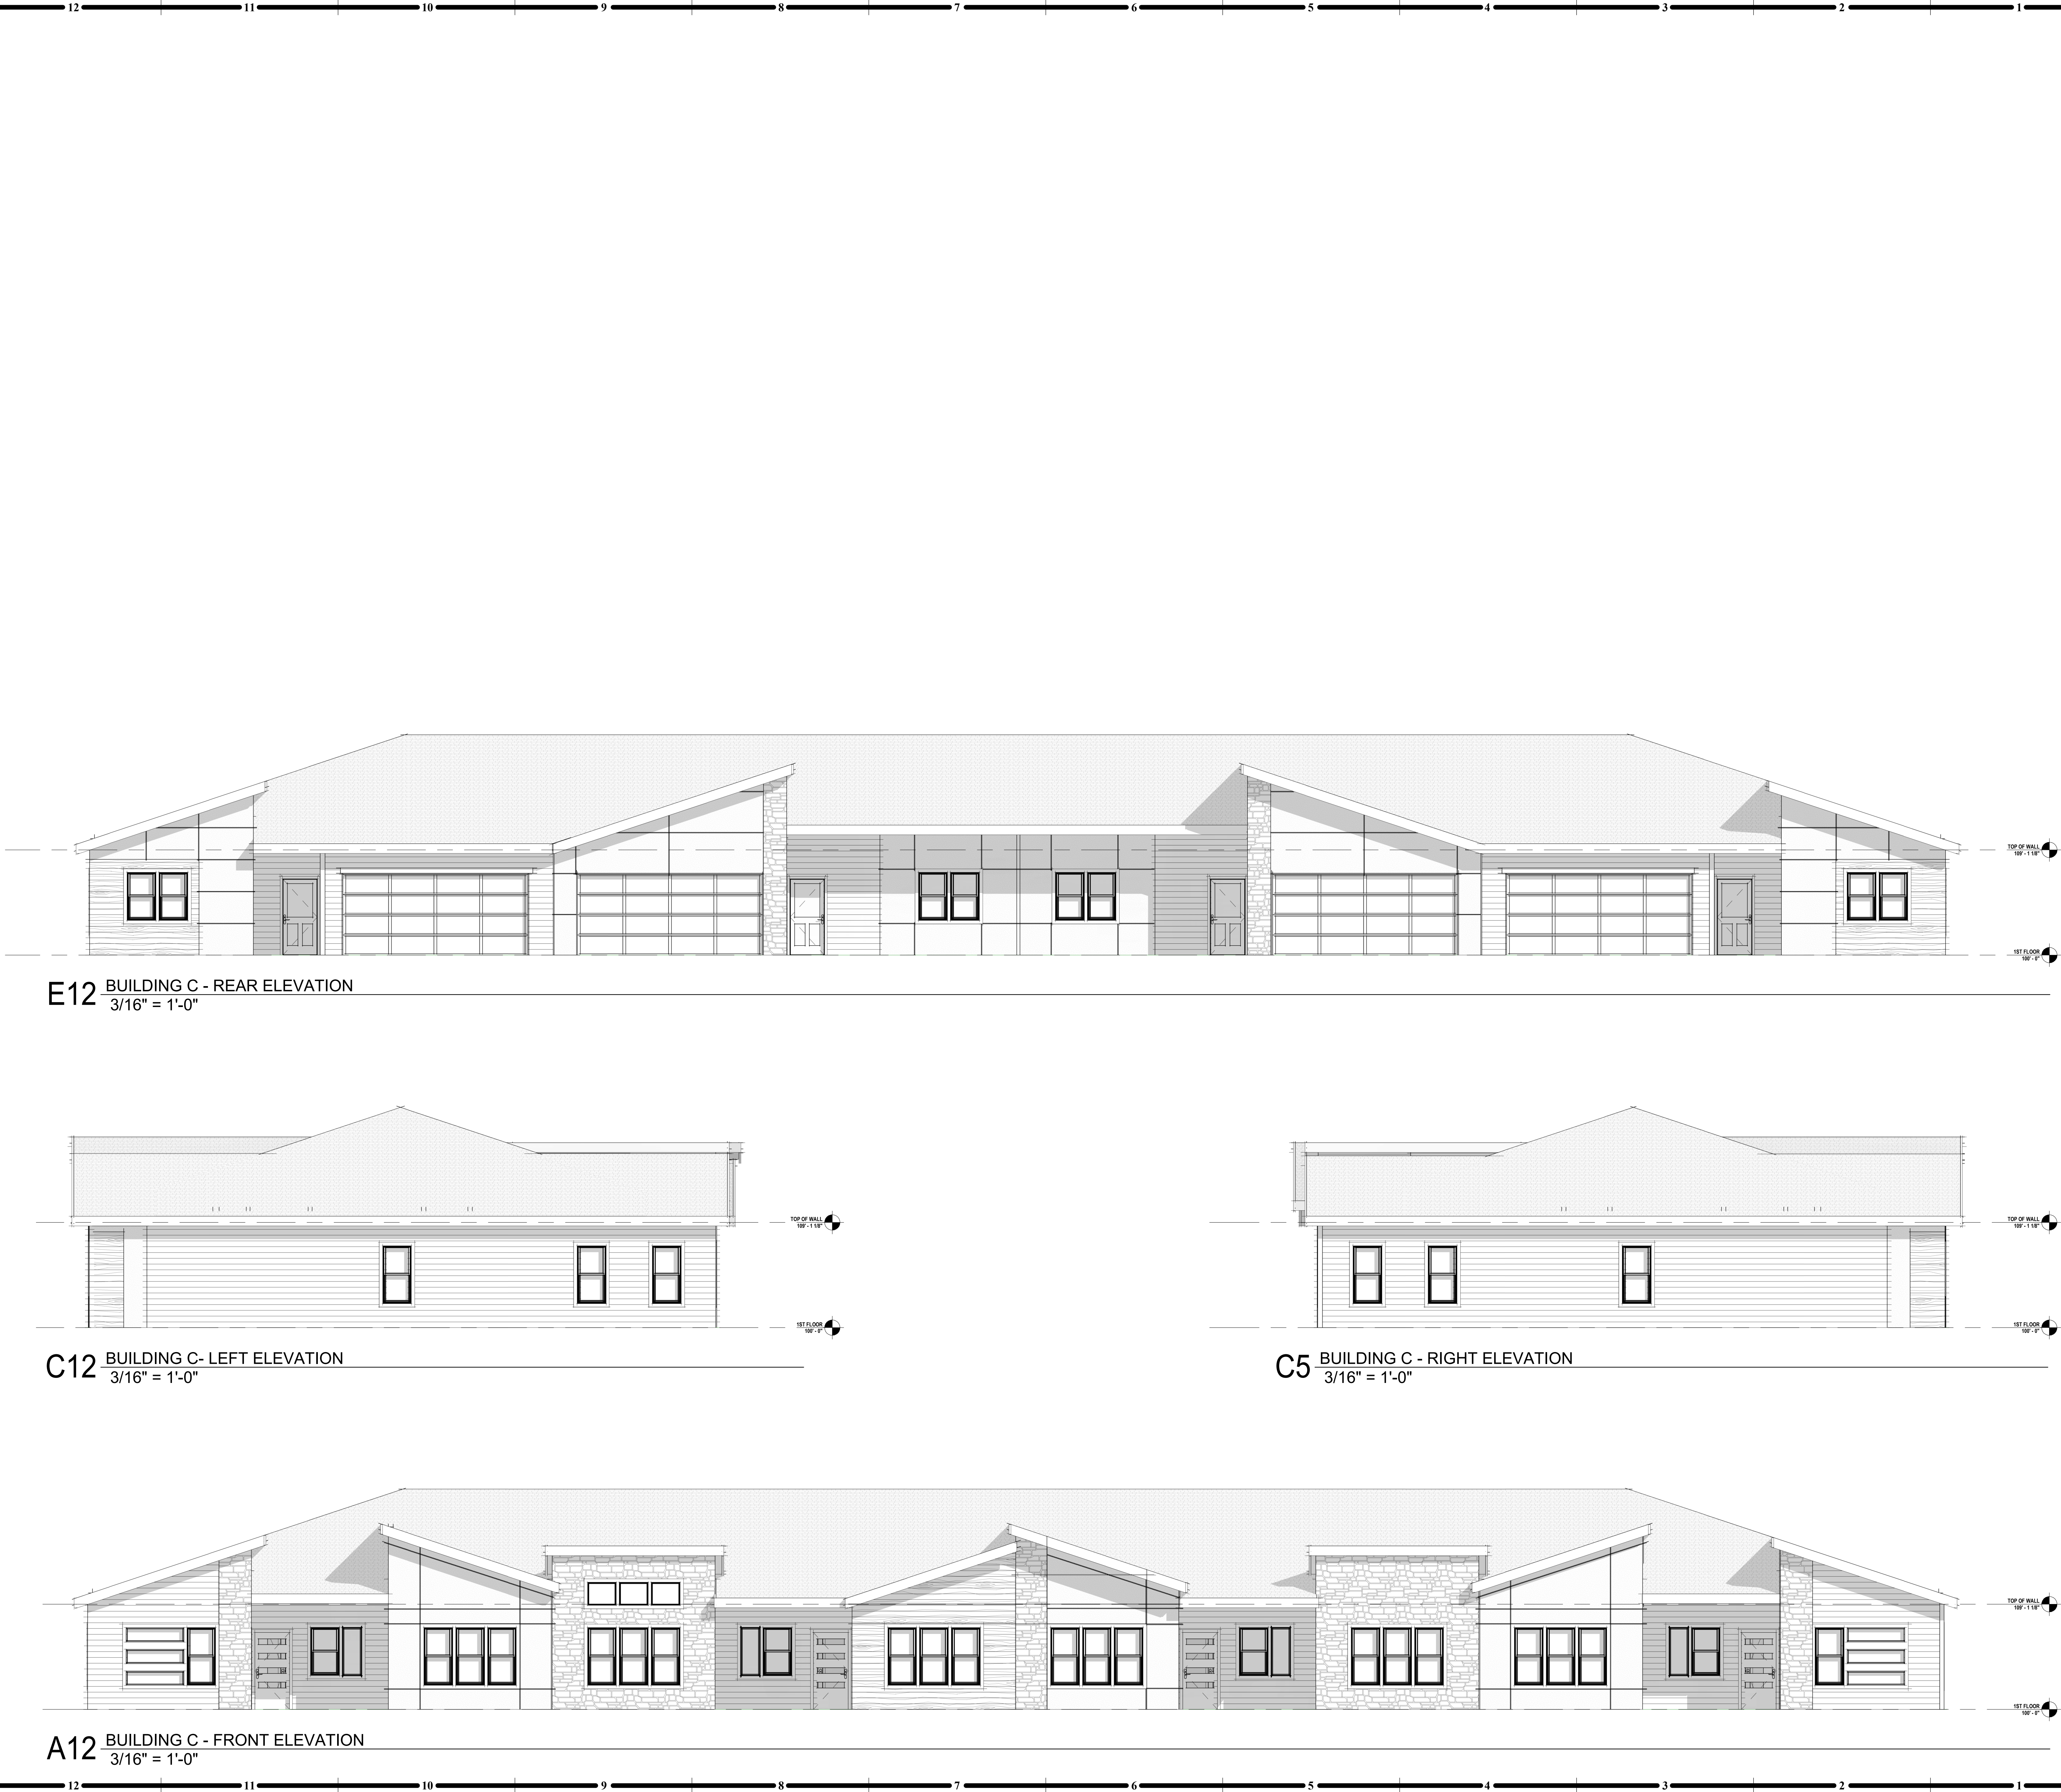 12 11 10 9 8 7 6 5 4 3 2 1
TOP OF WALL
109' - 1 1/8"
1ST FLOOR
100' - 0"
E12 BUILDING C - REAR ELEVATION
3/16" = 1'-0"
TOP OF WALL
109' - 1 1/8"
1ST FLOOR
100' - 0"
C12 BUILDING C- LEFT ELEVATION
3/16" = 1'-0"
TOP OF WALL
109' - 1 1/8"
1ST FLOOR
100' - 0"
C5 BUILDING C - RIGHT ELEVATION
3/16" = 1'-0"
TOP OF WALL
109' - 1 1/8"
1ST FLOOR
100' - 0"
A12 BUILDING C - FRONT ELEVATION
3/16" = 1'-0"
12 11 10 9 8 7 6 5 4 3 2 1